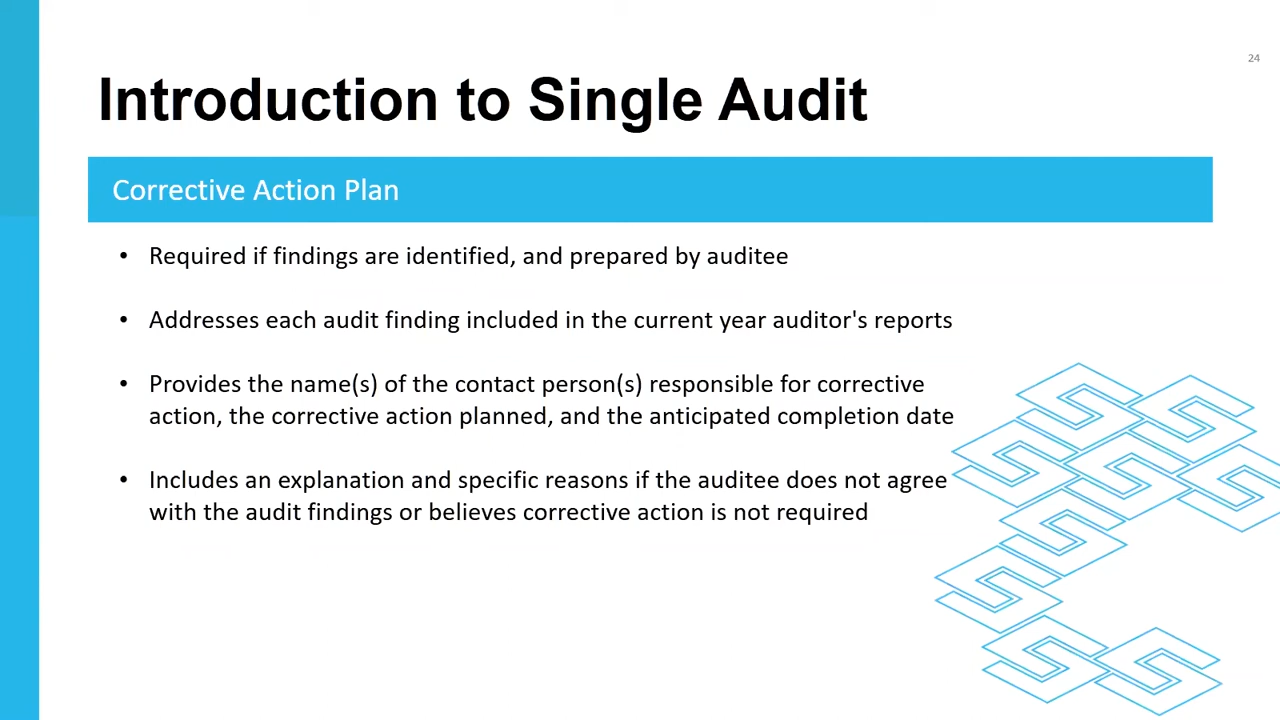 24
Introduction to Single Audit
Corrective Action Plan
• Required if findings are identified, and prepared by auditee
• Addresses each audit finding included in the current year auditor's reports
• Provides the name(s) of the contact person(s) responsible for corrective
action, the corrective action planned, and the anticipated completion date
• Includes an explanation and specific reasons if the auditee does not agree
with the audit findings or believes corrective action is not required